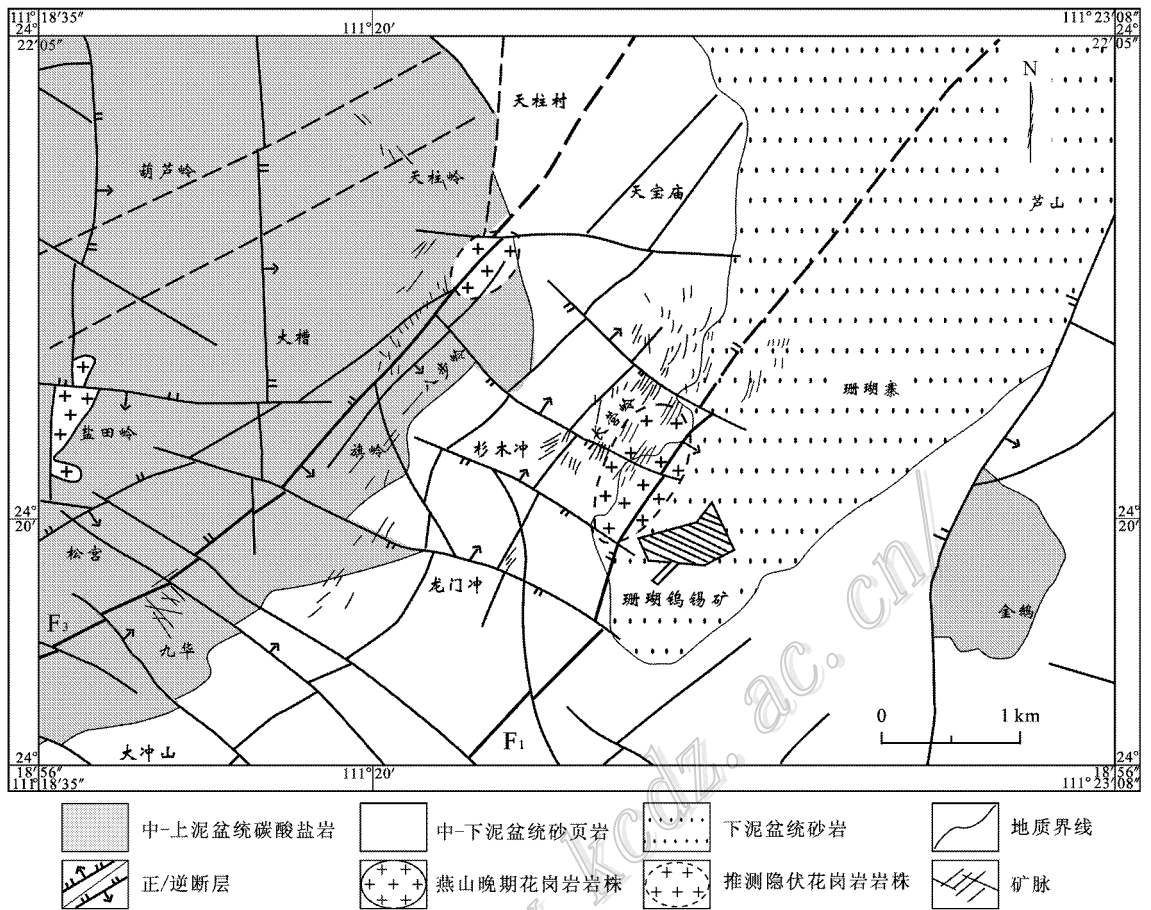 111° 18′35″
111° 23′08″
24°
111°20′
24°
22′05″
22′05″
N
天柱村
葫芦岭
天柱岭
天宝庙
芦山
大槽
八步岭
珊瑚寨
盐田岭
长营岭
旗岭
杉木冲
24°
20′
24°
20′
松宫
龙门冲
珊瑚钨锡矿
金鹅
F3
九华
0 1 km
F1
大冲山
24°
24°
18′56″
111°20′
18′56″
111°18′35″
111°23′08″
kcdz.ac.cn/
中-上泥盆统碳酸盐岩
中-下泥盆统砂页岩
下泥盆统砂岩
地质界线
正/逆断层
燕山晚期花岗岩岩株
推测隐伏花岗岩岩株
矿脉